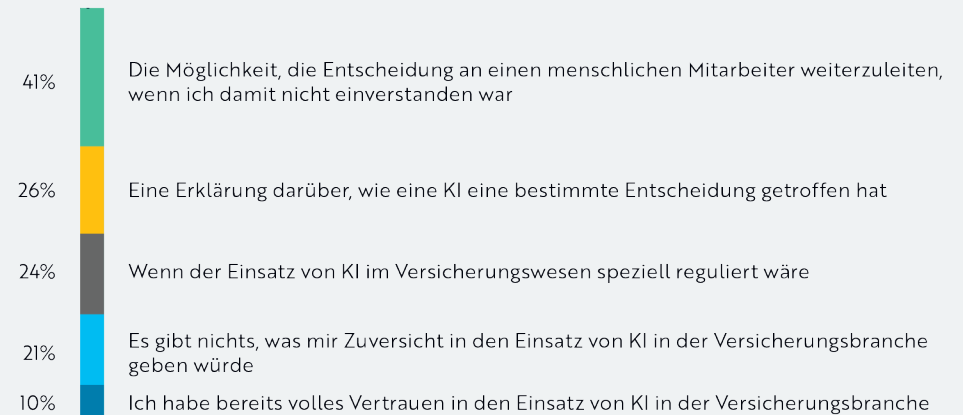 41%
Die Möglichkeit, die Entscheidung an einen menschlichen Mitarbeiter weiterzuleiten,
wenn ich damit nicht einverstanden war
26%
Eine Erklärung darüber, wie eine KI eine bestimmte Entscheidung getroffen hat
24%
Wenn der Einsatz von KI im Versicherungswesen speziell reguliert wäre
21%
Es gibt nichts, was mir Zuversicht in den Einsatz von KI in der Versicherungsbranche
geben würde
10%
Ich habe bereits volles Vertrauen in den Einsatz von KI in der Versicherungsbranche